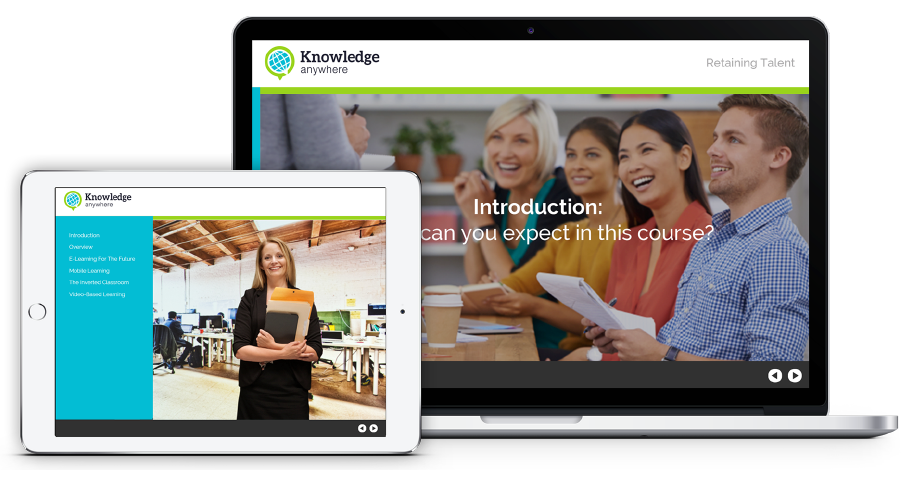 Knowledge
anywhere
Retaining Talent
Introduction:
can you expect in this course?
Knowledge
anywhere
Introduction
Overview
E-Learning For The Future
Mobile Learning
The Inverted Classroom
Video-Based Learning